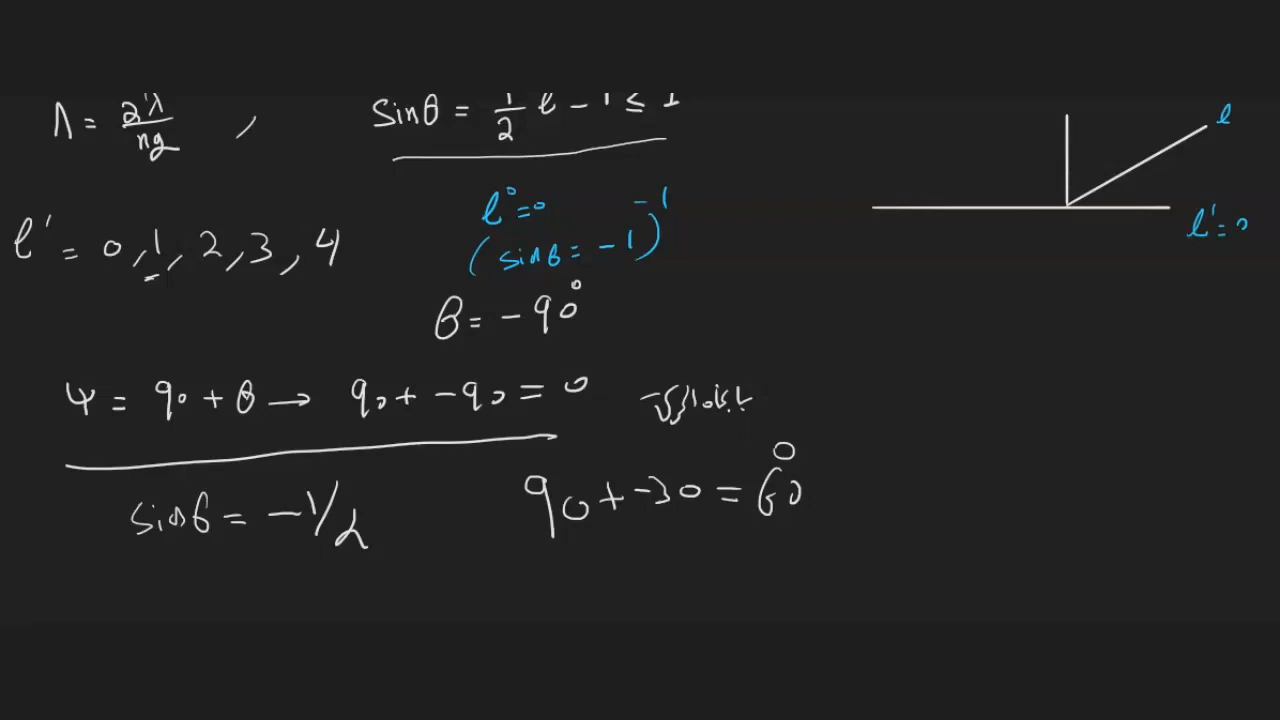 Λ = 2λ/ng , sinθ = 1/2 l - 1 ≤ 1
l' = 0, 1, 2, 3, 4
l' = 0
(sinθ = -1)^-1
θ = -90°
l
l' = 0
ψ = 90 + θ → 90 + -90 = 0
sinθ = -1/2
90 + -30 = 60°